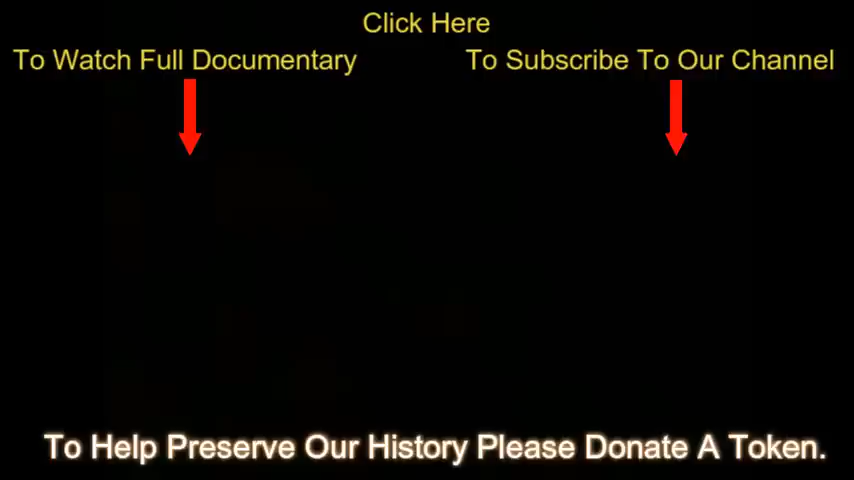 Click Here
To Watch Full Documentary
To Subscribe To Our Channel
To Help Preserve Our History Please Donate A Token.